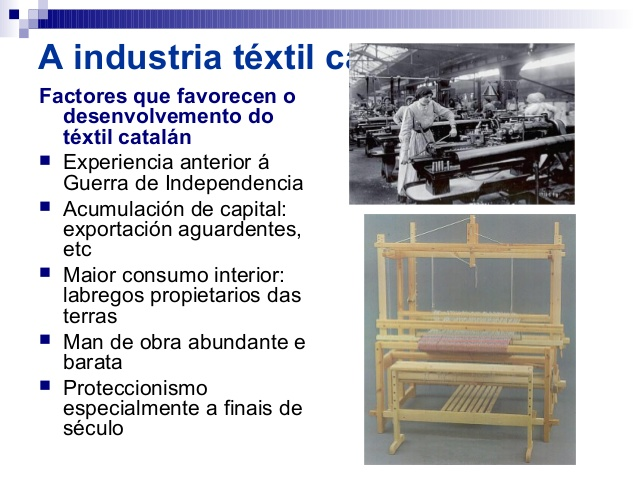 A industria téxtil ca
Factores que favorecen o
desenvolvemento do
téxtil catalán
Experiencia anterior á
Guerra de Independencia
Acumulación de capital:
exportación aguardentes,
etc
Maior consumo interior:
labregos propietarios das
terras
Man de obra abundante e
barata
Proteccionismo
especialmente a finais de
século